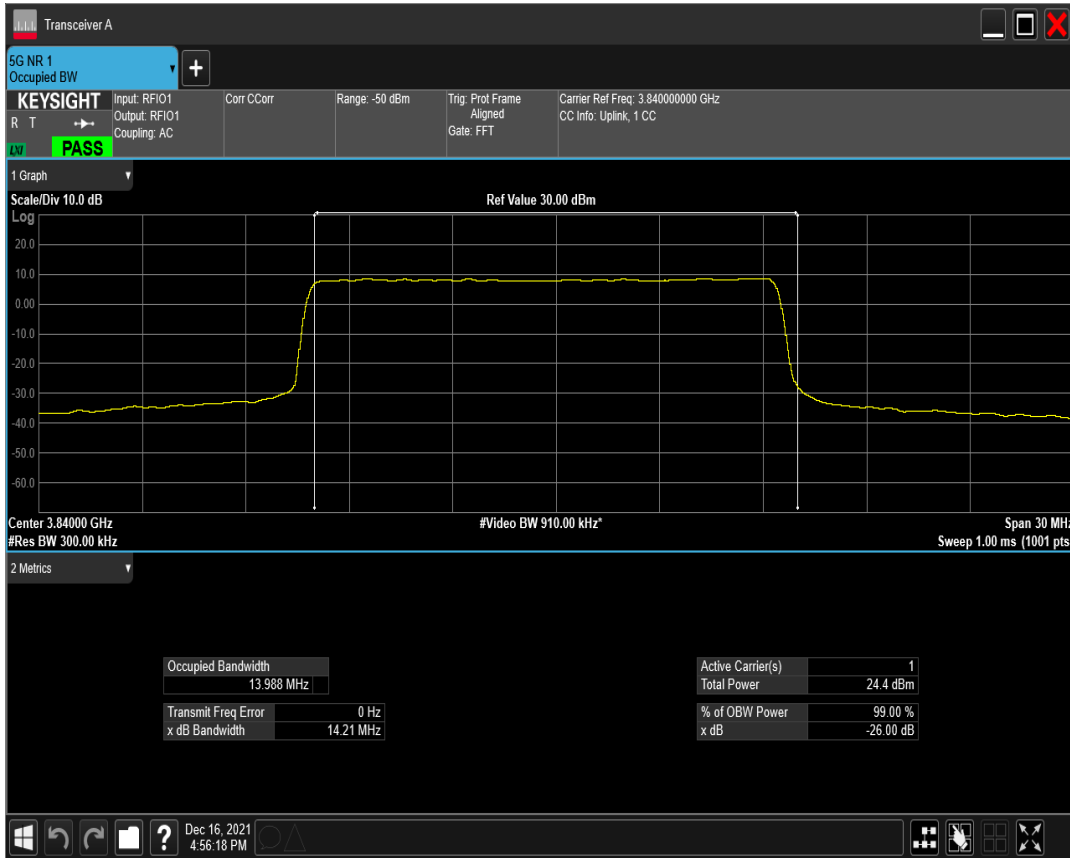 Transceiver A
5G NR 1
Occupied BW
KEYSIGHT
R T
LXI
PASS
Input: RFIO1
Output: RFIO1
Coupling: AC
Corr CCorr
Range: -50 dBm
Trig: Prot Frame
Aligned
Gate: FFT
Carrier Ref Freq: 3.840000000 GHz
CC Info: Uplink, 1 CC
1 Graph
Scale/Div 10.0 dB
Ref Value 30.00 dBm
Log
20.0
10.0
0.00
-10.0
-20.0
-30.0
-40.0
-50.0
-60.0
Center 3.84000 GHz
#Video BW 910.00 kHz*
Span 30 MHz
#Res BW 300.00 kHz
Sweep 1.00 ms (1001 pts
2 Metrics
Occupied Bandwidth
13.988 MHz
Transmit Freq Error 0 Hz
x dB Bandwidth 14.21 MHz
Active Carrier(s) 1
Total Power 24.4 dBm
% of OBW Power 99.00 %
x dB -26.00 dB
?
Dec 16, 2021
4:56:18 PM